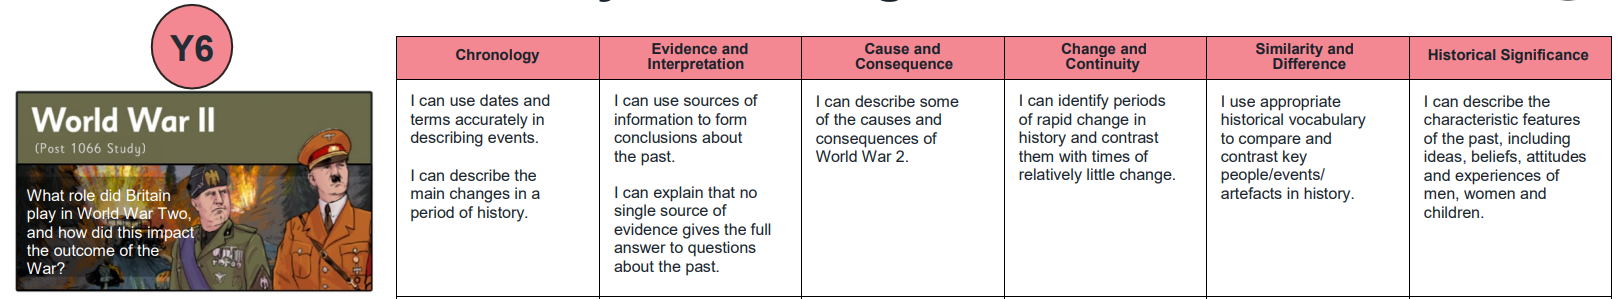 Y6
World War II
(Post 1066 Study)
What role did Britain
play in World War Two,
and how did this impact
the outcome of the
War?
Chronology
I can use dates and
terms accurately in
describing events.
I can describe the
main changes in a
period of history.
Evidence and
Interpretation
I can use sources of
information to form
conclusions about
the past.
I can explain that no
single source of
evidence gives the full
answer to questions
about the past.
Cause and
Consequence
I can describe some
of the causes and
consequences of
World War 2.
Change and
Continuity
I can identify periods
of rapid change in
history and contrast
them with times of
relatively little change.
Similarity and
Difference
I use appropriate
historical vocabulary
to compare and
contrast key
people/events/
artefacts in history.
Historical Significance
I can describe the
characteristic features
of the past, including
ideas, beliefs, attitudes
and experiences of
men, women and
children.